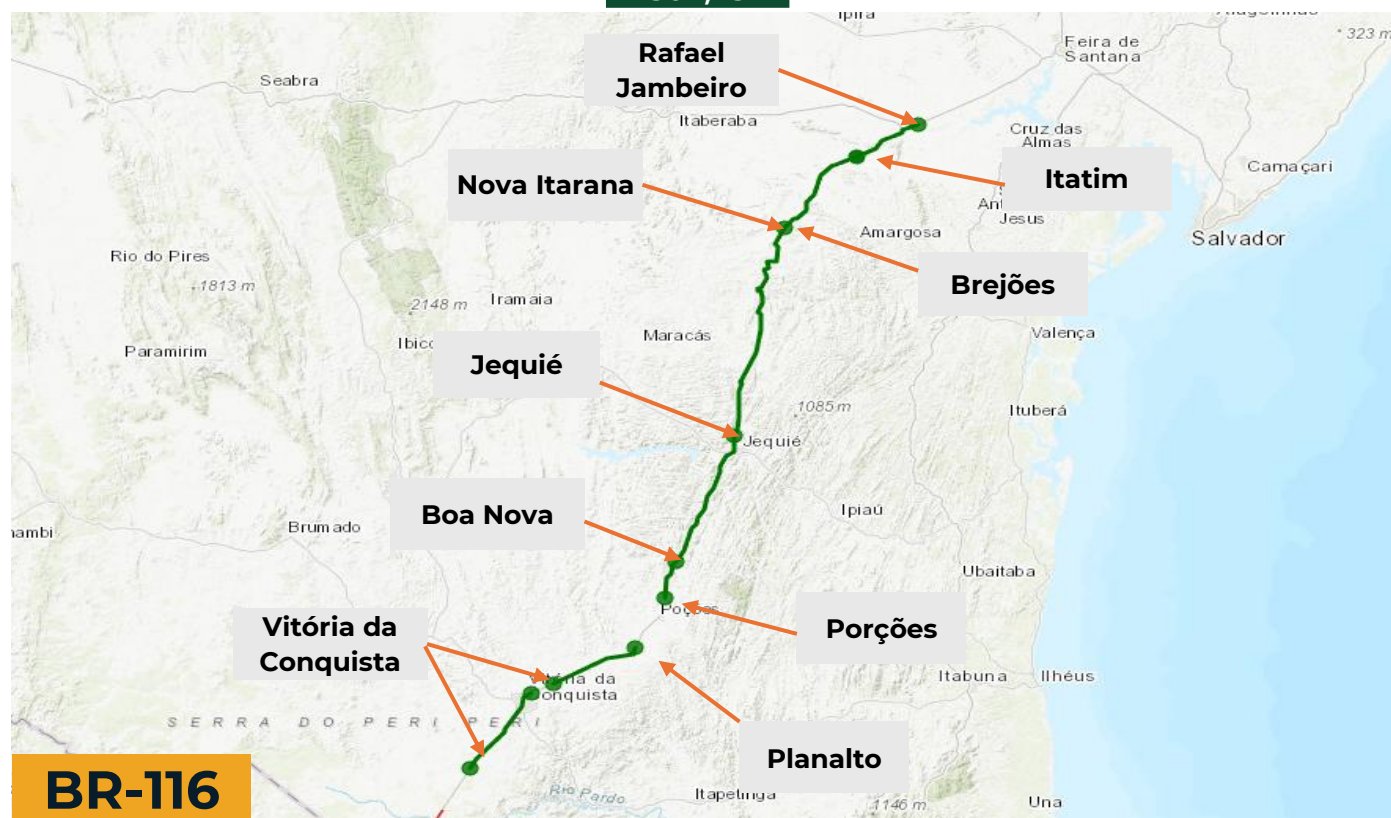 Rafael
Jambeiro
Feira de
Santana
323 m
Seabra
Itaberaba
Cruz das
Almas
Camaçari
Nova Itarana
Itatim
Jesus
Amargosa
Salvador
Rio do Pires
1813 m
Brejões
2148 m
Iramaia
Maracás
Valença
Paramirim
Jequié
1085 m
Ituberá
Jequié
Boa Nova
Ipiaú
Brumado
Ubaitaba
Vitória da
Conquista
Poções
Porções
Vitória da
Conquista
Itabuna
Ilhéus
SERRA DO PERI PERI
Planalto
BR-116
Rio Pardo
Itapetinga
1146 m
Una